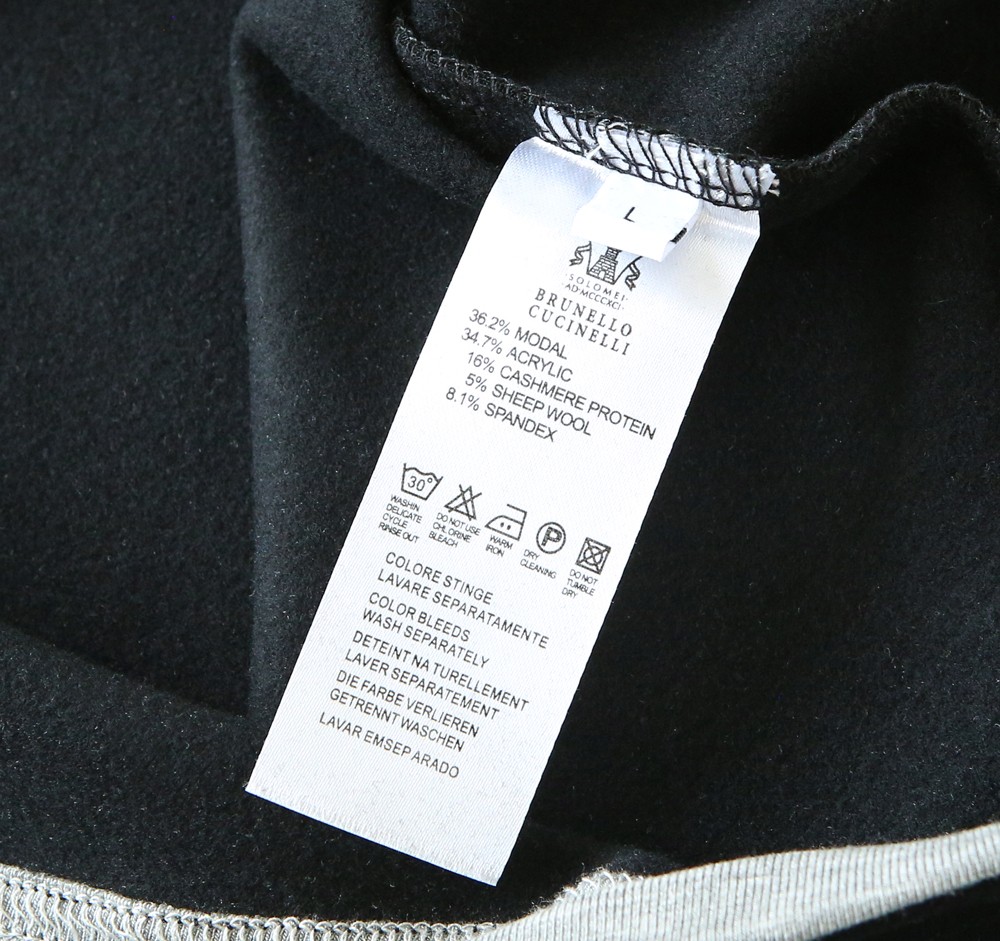 L
SOLOMEI
AD·MCCCXCI
BRUNELLO
CUCINELLI
36.2% MODAL
34.7% ACRYLIC
16% CASHMERE PROTEIN
5% SHEEP WOOL
8.1% SPANDEX
30°
WASHIN
DELICATE
CYCLE
RINSE OUT
DO NOT USE
CHLORINE
BLEACH
WARM
IRON
P
DRY
CLEANING
DO NOT
TUMBLE
DRY
COLORE STINGE
LAVARE SEPARATAMENTE
COLOR BLEEDS
WASH SEPARATELY
DETEINT NATURELLEMENT
LAVER SEPARATEMENT
DIE FARBE VERLIEREN
GETRENNT WASCHEN
LAVAR EMSEP ARADO